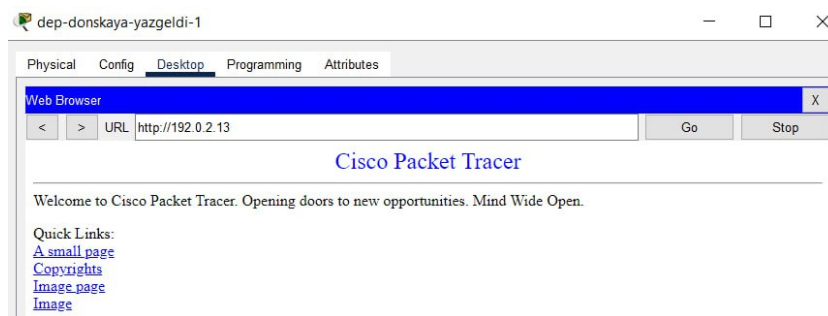 dep-donskaya-yazgeldi-1
Physical Config Desktop Programming Attributes
Web Browser X
< > URL http://192.0.2.13 Go Stop
Cisco Packet Tracer
Welcome to Cisco Packet Tracer. Opening doors to new opportunities. Mind Wide Open.
Quick Links:
A small page
Copyrights
Image page
Image